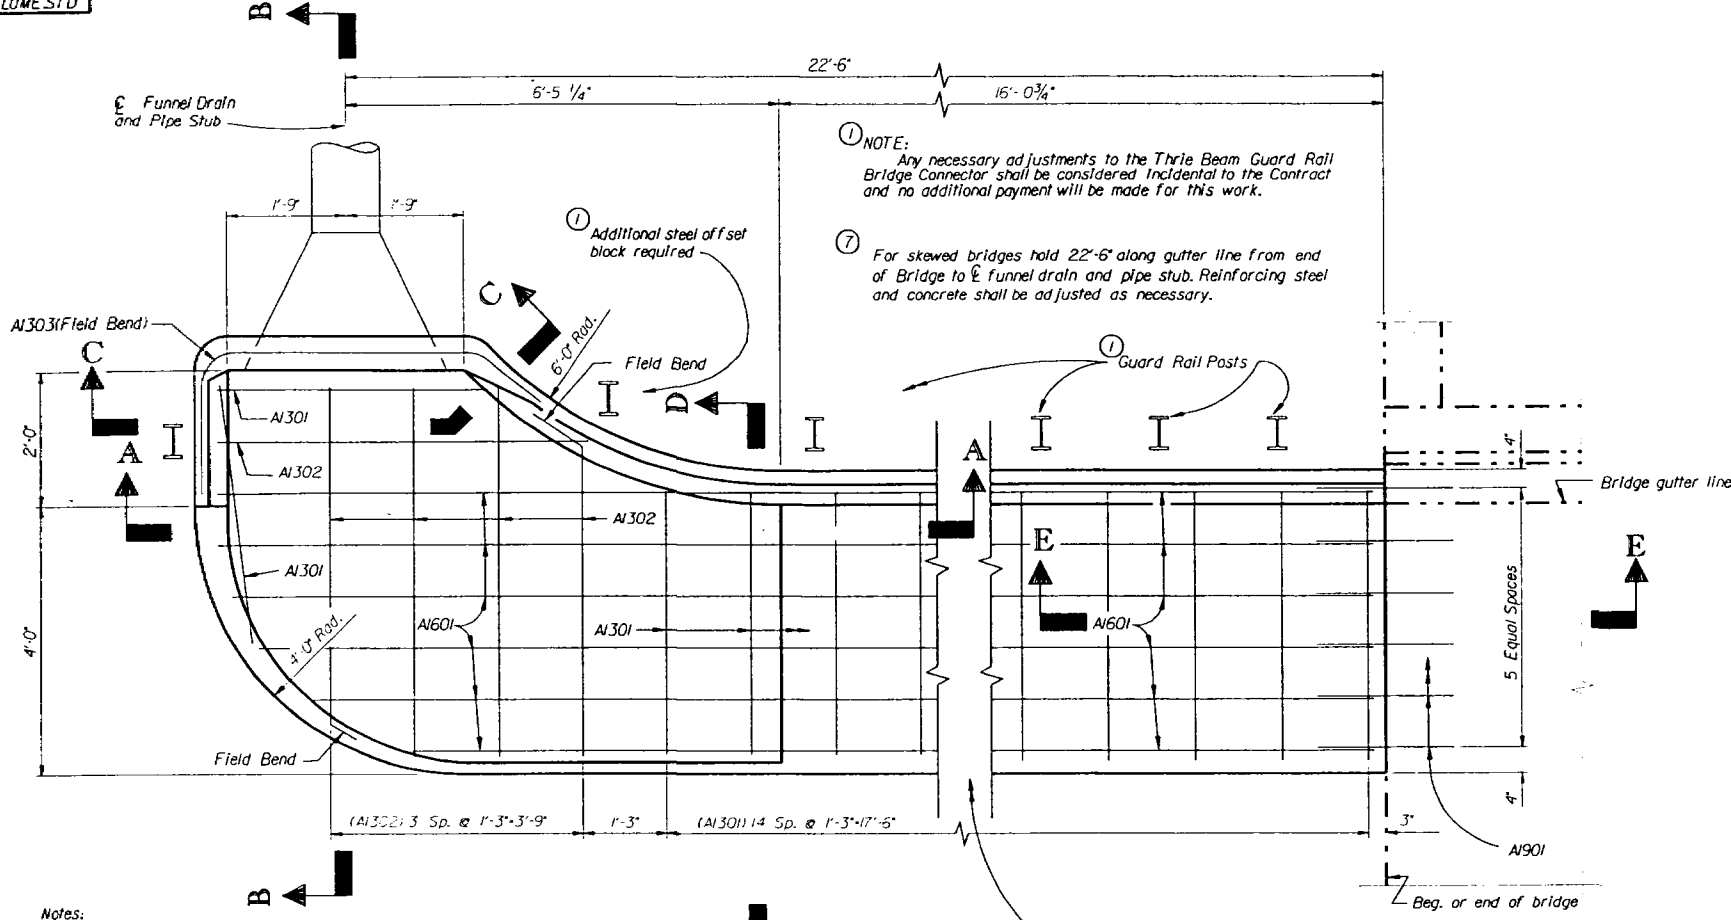 LUMESTD
B
22'-6"
6'-5 1/4"
16'-0 3/4"
℄ Funnel Drain
and Pipe Stub
1 NOTE:
Any necessary adjustments to the Thrie Beam Guard Rail
Bridge Connector shall be considered Incidental to the Contract
and no additional payment will be made for this work.
1'-9"
1'-9"
1 Additional steel offset
block required
7 For skewed bridges hold 22'-6" along gutter line from end
of Bridge to ℄ funnel drain and pipe stub. Reinforcing steel
and concrete shall be adjusted as necessary.
C
A1303(Field Bend)
6'-0" Rad.
Field Bend
1
Guard Rail Posts
C
D
A1301
2'-0"
A
A1302
A
4"
Bridge gutter line
A1302
E
E
A1301
5 Equal Spaces
4'-0"
4'-0" Rad.
A1601
A1301
A1601
Field Bend
4"
(A1302) 3 Sp. @ 1'-3"=3'-9"
1'-3"
(A1301) 14 Sp. @ 1'-3"=17'-6"
3"
A1901
B
Beg. or end of bridge
Notes: